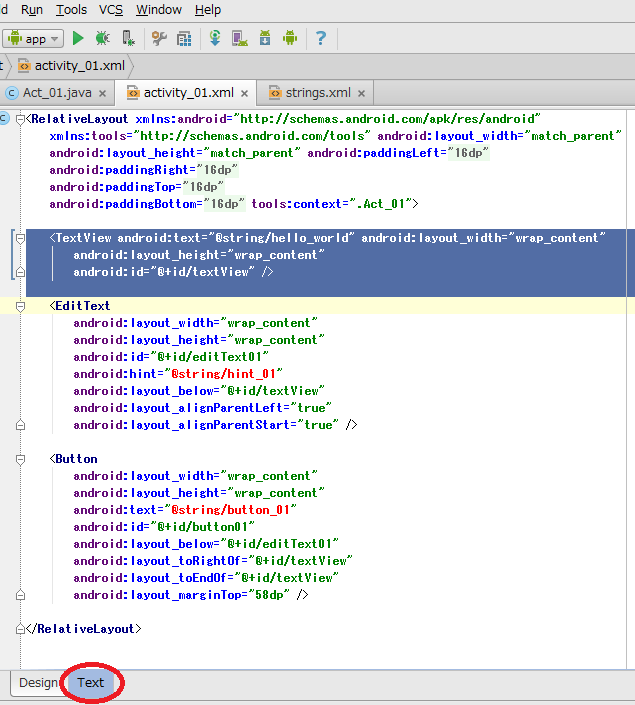 d Run Tools VCS Window Help
app
?
t activity_01.xml
C Act_01.java × activity_01.xml × strings.xml ×
C <RelativeLayout xmlns:android="http://schemas.android.com/apk/res/android"
xmlns:tools="http://schemas.android.com/tools" android:layout_width="match_parent"
android:layout_height="match_parent" android:paddingLeft="16dp"
android:paddingRight="16dp"
android:paddingTop="16dp"
android:paddingBottom="16dp" tools:context=".Act_01">
<TextView android:text="@string/hello_world" android:layout_width="wrap_content"
android:layout_height="wrap_content"
android:id="@+id/textView" />
<EditText
android:layout_width="wrap_content"
android:layout_height="wrap_content"
android:id="@+id/editText01"
android:hint="@string/hint_01"
android:layout_below="@+id/textView"
android:layout_alignParentLeft="true"
android:layout_alignParentStart="true" />
<Button
android:layout_width="wrap_content"
android:layout_height="wrap_content"
android:text="@string/button_01"
android:id="@+id/button01"
android:layout_below="@+id/editText01"
android:layout_toRightOf="@+id/textView"
android:layout_toEndOf="@+id/textView"
android:layout_marginTop="58dp" />
</RelativeLayout>
Design Text